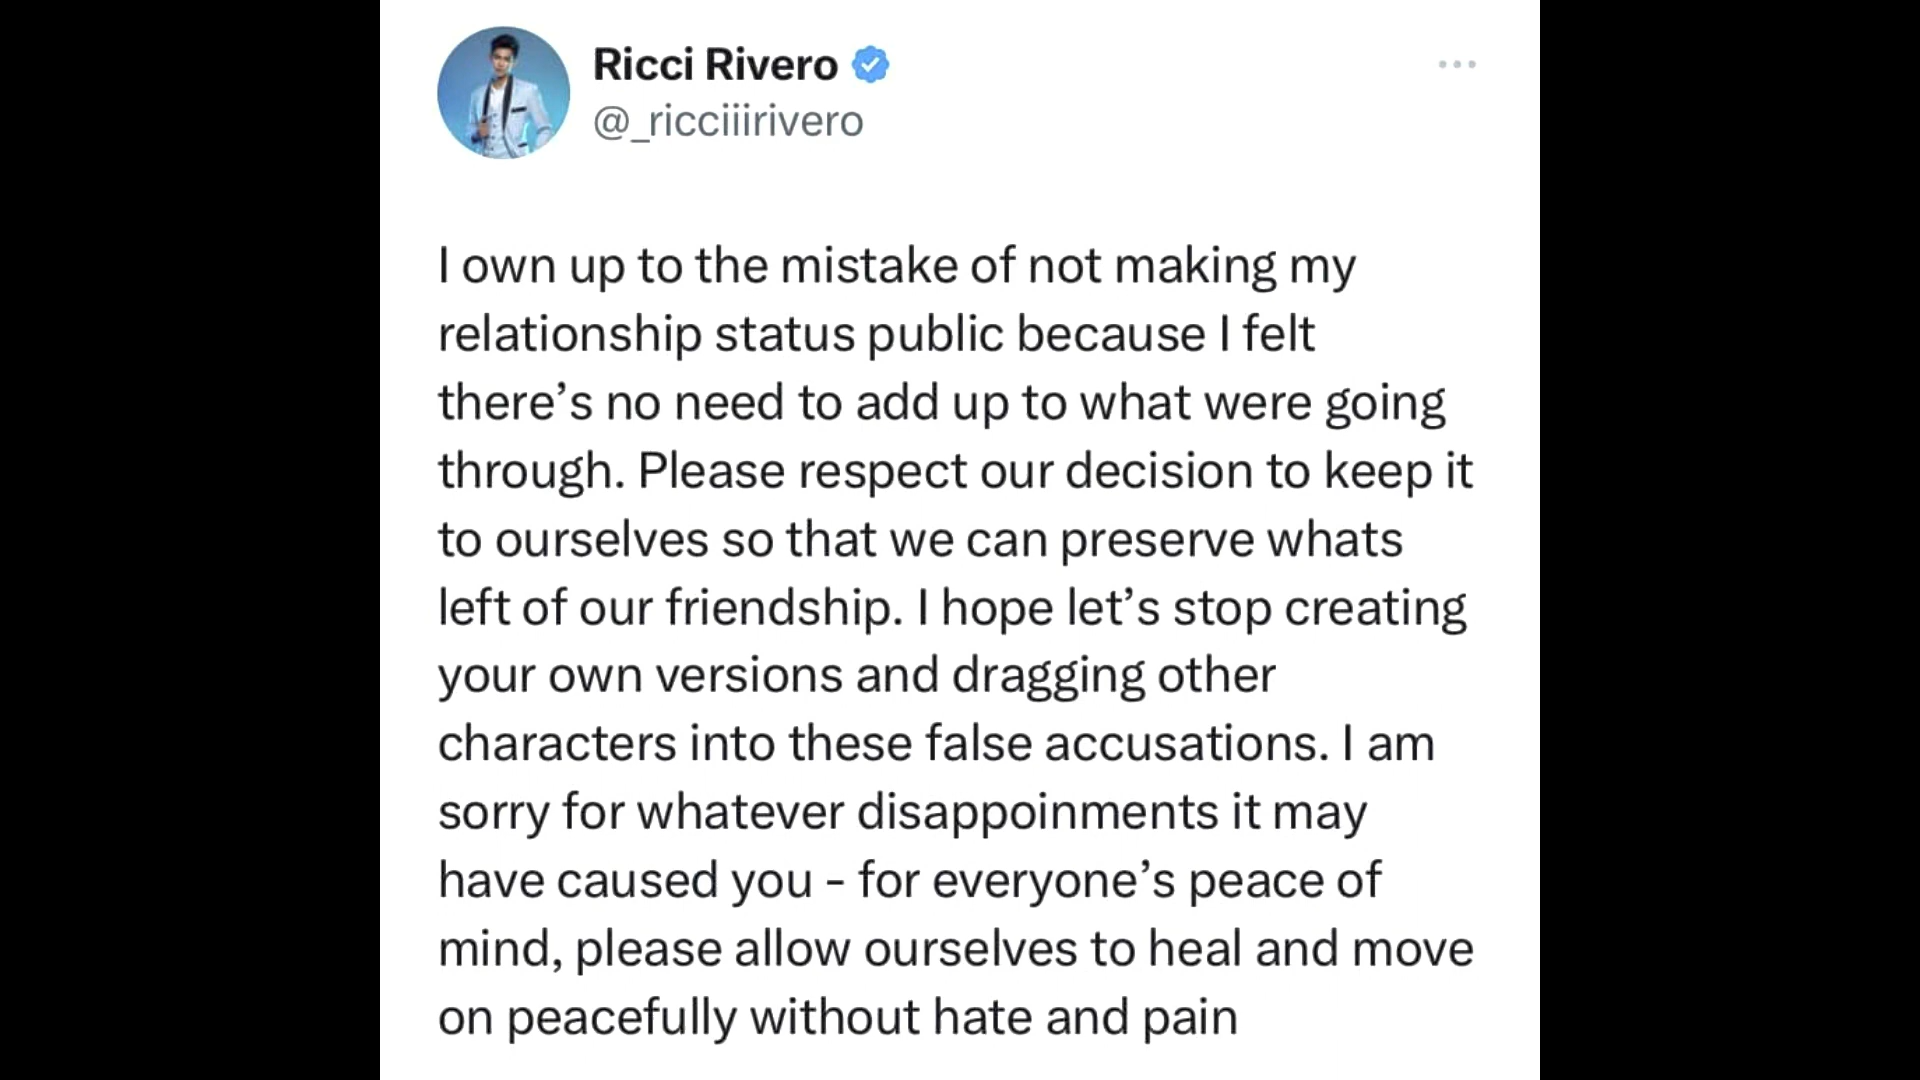 Ricci Rivero
@_ricciiirivero
I own up to the mistake of not making my
relationship status public because I felt
there’s no need to add up to what were going
through. Please respect our decision to keep it
to ourselves so that we can preserve whats
left of our friendship. I hope let’s stop creating
your own versions and dragging other
characters into these false accusations. I am
sorry for whatever disappoinments it may
have caused you - for everyone’s peace of
mind, please allow ourselves to heal and move
on peacefully without hate and pain